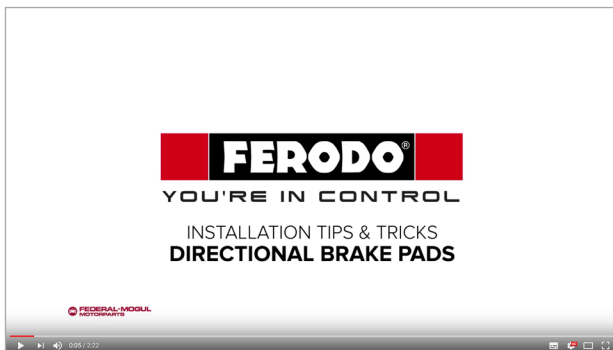 FERODO®
YOU'RE IN CONTROL
INSTALLATION TIPS & TRICKS
DIRECTIONAL BRAKE PADS
FEDERAL-MOGUL
MOTORPARTS
0:05 / 2:22